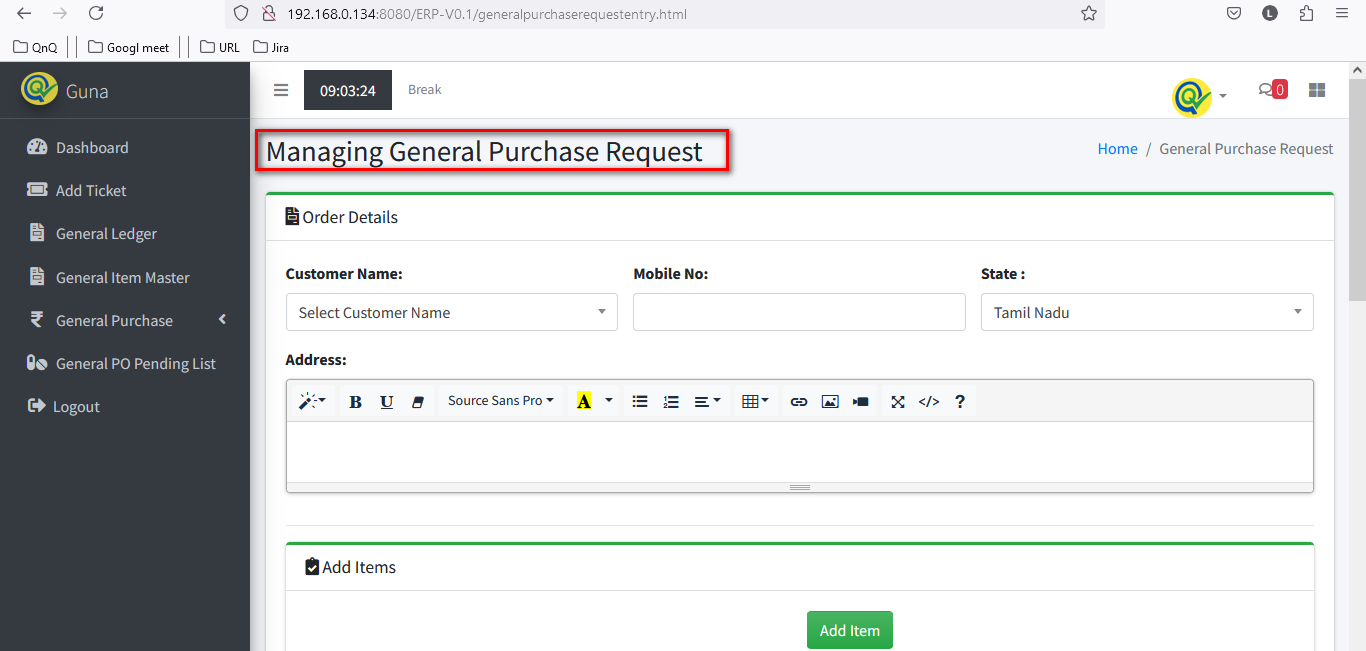 192.168.0.134:8080/ERP-V0.1/generalpurchaserequestentry.html
L
QnQ
Googl meet
URL
Jira
Guna
09:03:24
Break
0
Dashboard
Add Ticket
General Ledger
General Item Master
General Purchase
General PO Pending List
Logout
Managing General Purchase Request
Home / General Purchase Request
Order Details
Customer Name:
Mobile No:
State :
Select Customer Name
Tamil Nadu
Address:
B U Source Sans Pro A </> ?
Add Items
Add Item